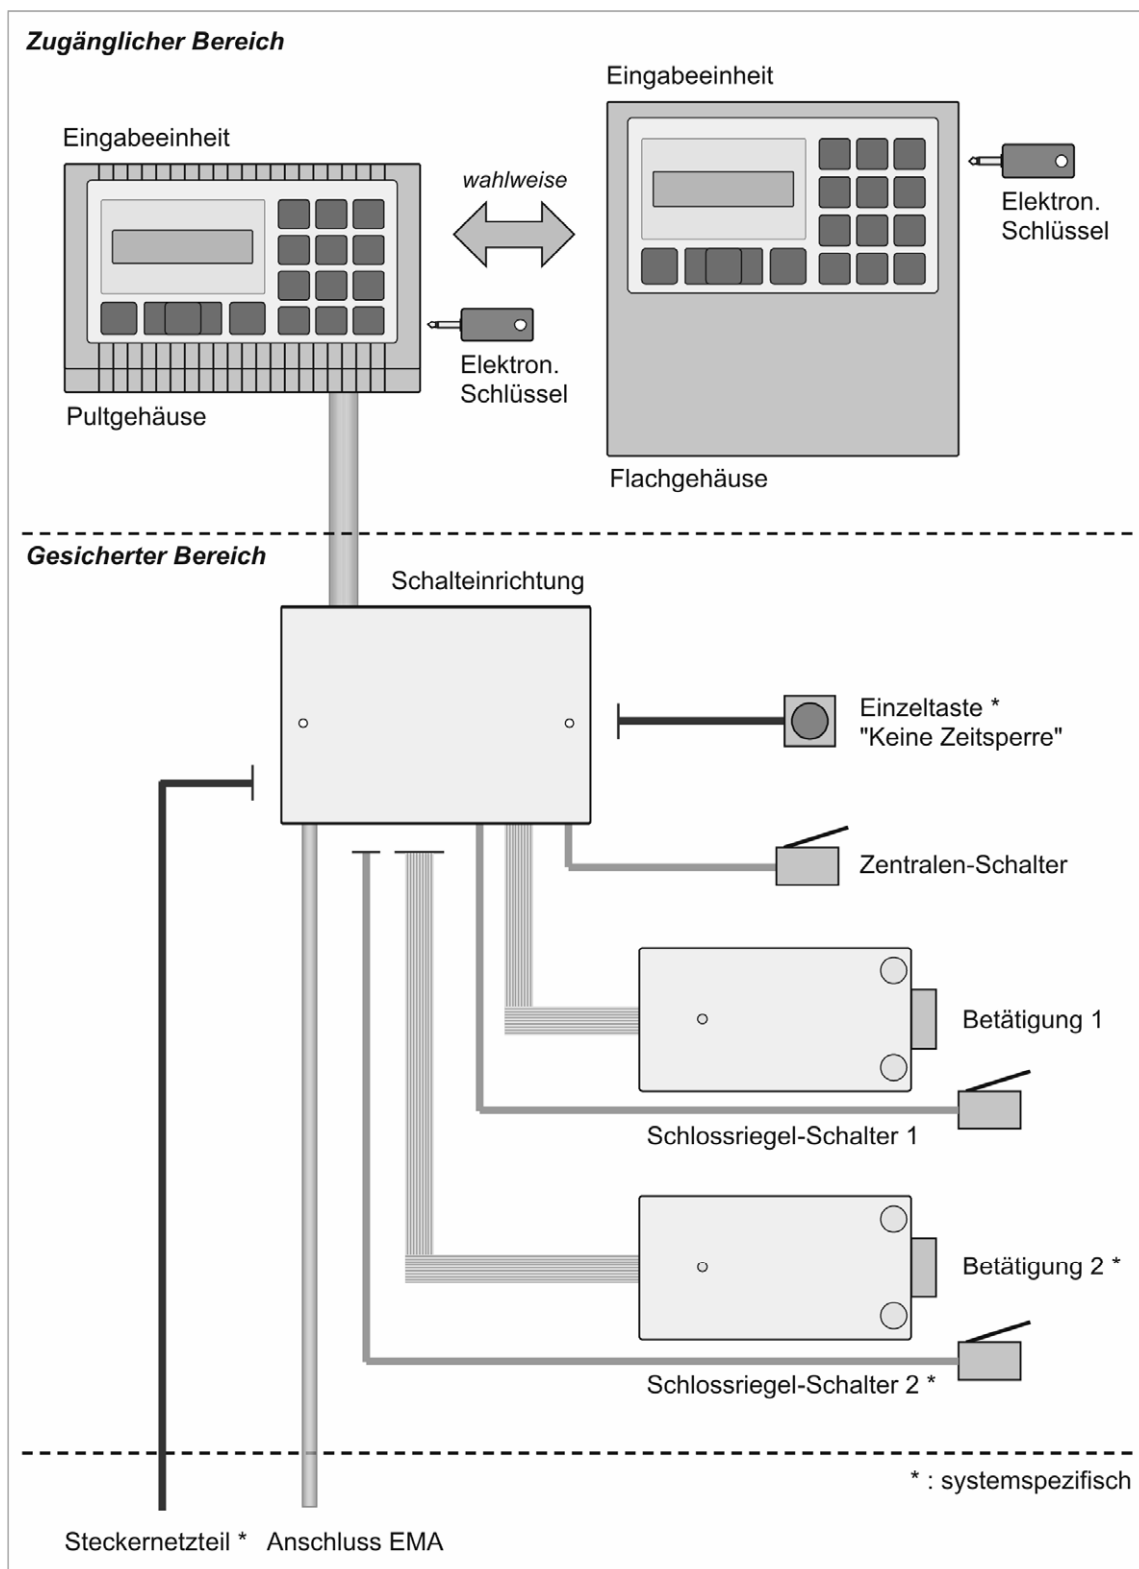 Zugänglicher Bereich
Eingabeeinheit
Eingabeeinheit
wahlweise
Elektron.
Schlüssel
Elektron.
Schlüssel
Pultgehäuse
Flachgehäuse
Gesicherter Bereich
Schalteinrichtung
Einzeltaste *
"Keine Zeitsperre"
Zentralen-Schalter
Betätigung 1
Schlossriegel-Schalter 1
Betätigung 2 *
Schlossriegel-Schalter 2 *
* : systemspezifisch
Steckernetzteil * Anschluss EMA